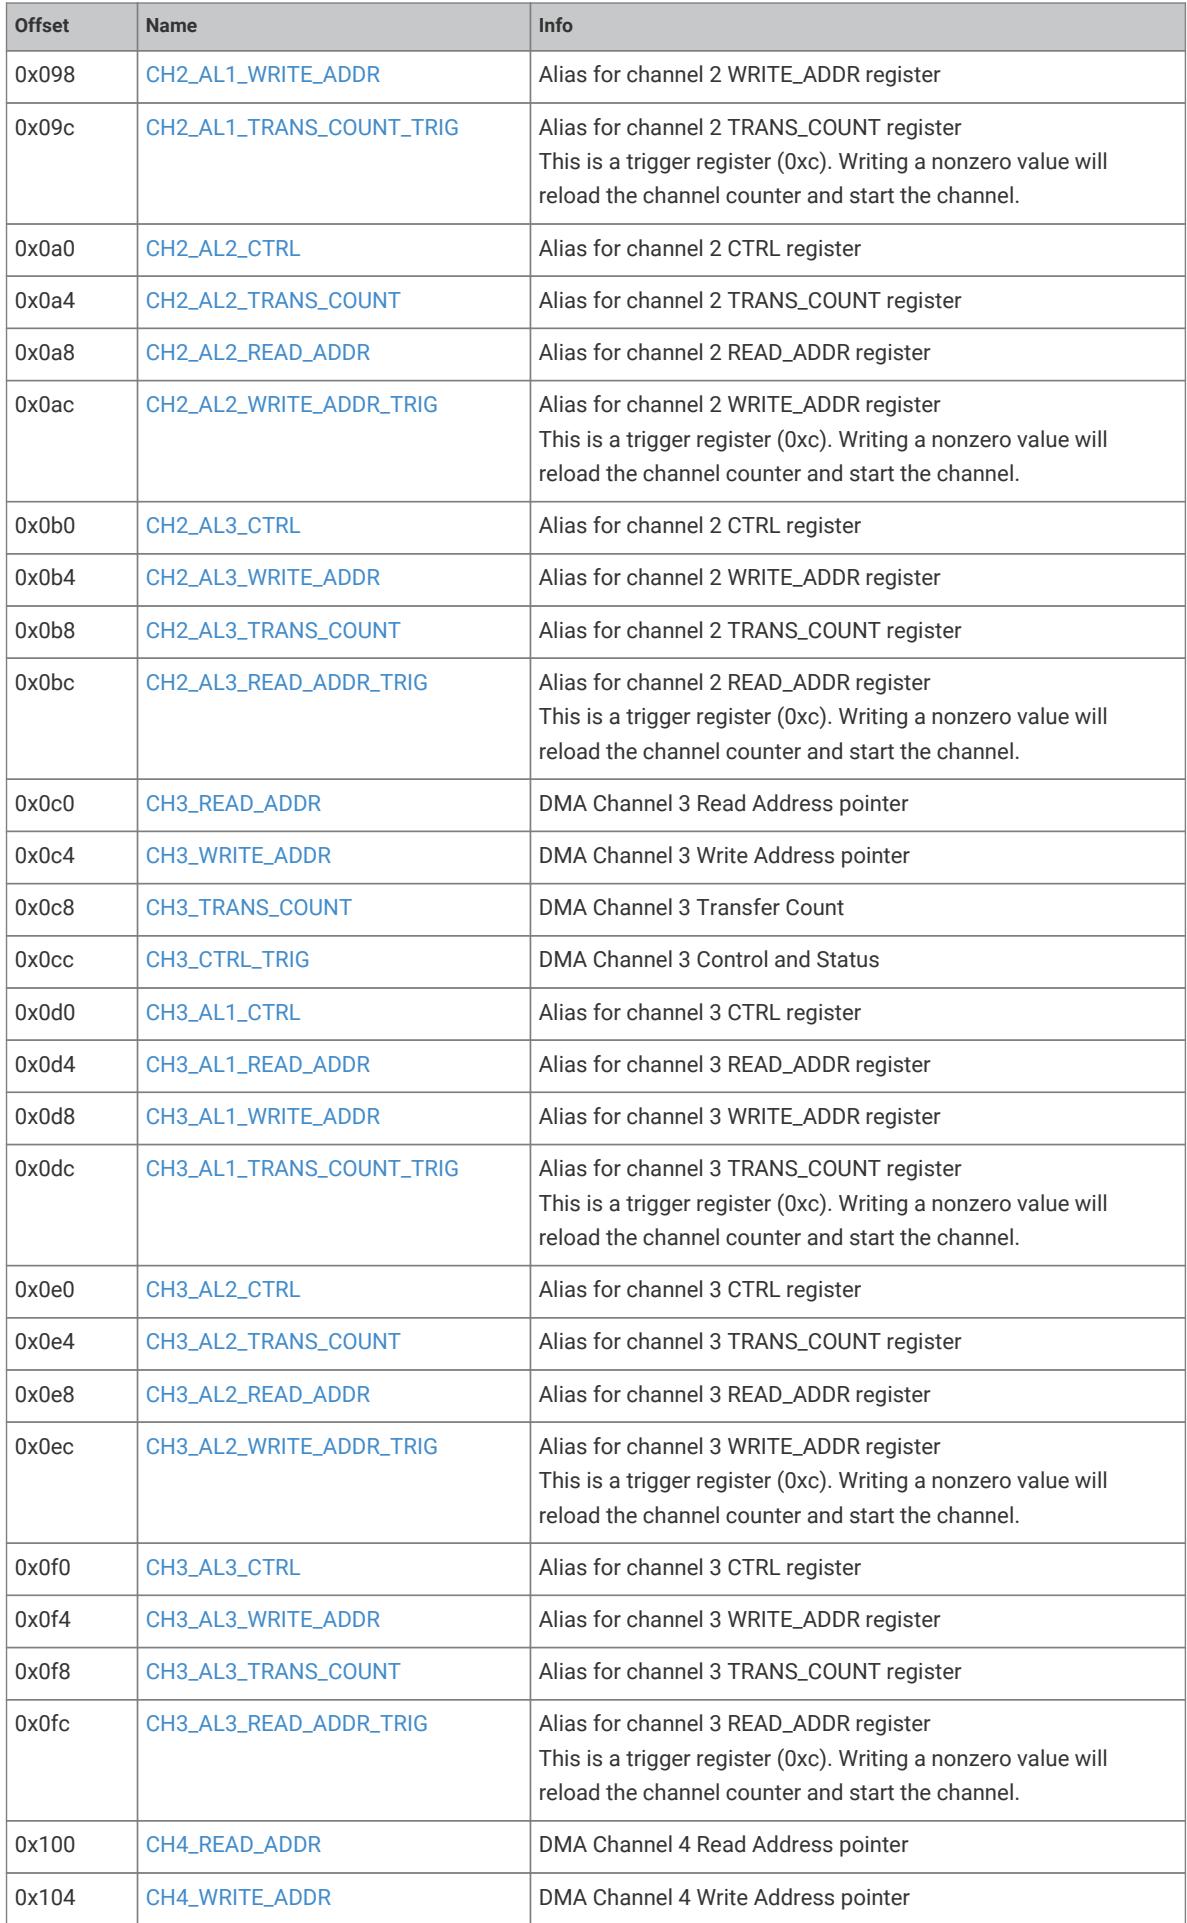 Offset Name Info
0x098 CH2_AL1_WRITE_ADDR Alias for channel 2 WRITE_ADDR register
0x09c CH2_AL1_TRANS_COUNT_TRIG Alias for channel 2 TRANS_COUNT register
This is a trigger register (0xc). Writing a nonzero value will
reload the channel counter and start the channel.
0x0a0 CH2_AL2_CTRL Alias for channel 2 CTRL register
0x0a4 CH2_AL2_TRANS_COUNT Alias for channel 2 TRANS_COUNT register
0x0a8 CH2_AL2_READ_ADDR Alias for channel 2 READ_ADDR register
0x0ac CH2_AL2_WRITE_ADDR_TRIG Alias for channel 2 WRITE_ADDR register
This is a trigger register (0xc). Writing a nonzero value will
reload the channel counter and start the channel.
0x0b0 CH2_AL3_CTRL Alias for channel 2 CTRL register
0x0b4 CH2_AL3_WRITE_ADDR Alias for channel 2 WRITE_ADDR register
0x0b8 CH2_AL3_TRANS_COUNT Alias for channel 2 TRANS_COUNT register
0x0bc CH2_AL3_READ_ADDR_TRIG Alias for channel 2 READ_ADDR register
This is a trigger register (0xc). Writing a nonzero value will
reload the channel counter and start the channel.
0x0c0 CH3_READ_ADDR DMA Channel 3 Read Address pointer
0x0c4 CH3_WRITE_ADDR DMA Channel 3 Write Address pointer
0x0c8 CH3_TRANS_COUNT DMA Channel 3 Transfer Count
0x0cc CH3_CTRL_TRIG DMA Channel 3 Control and Status
0x0d0 CH3_AL1_CTRL Alias for channel 3 CTRL register
0x0d4 CH3_AL1_READ_ADDR Alias for channel 3 READ_ADDR register
0x0d8 CH3_AL1_WRITE_ADDR Alias for channel 3 WRITE_ADDR register
0x0dc CH3_AL1_TRANS_COUNT_TRIG Alias for channel 3 TRANS_COUNT register
This is a trigger register (0xc). Writing a nonzero value will
reload the channel counter and start the channel.
0x0e0 CH3_AL2_CTRL Alias for channel 3 CTRL register
0x0e4 CH3_AL2_TRANS_COUNT Alias for channel 3 TRANS_COUNT register
0x0e8 CH3_AL2_READ_ADDR Alias for channel 3 READ_ADDR register
0x0ec CH3_AL2_WRITE_ADDR_TRIG Alias for channel 3 WRITE_ADDR register
This is a trigger register (0xc). Writing a nonzero value will
reload the channel counter and start the channel.
0x0f0 CH3_AL3_CTRL Alias for channel 3 CTRL register
0x0f4 CH3_AL3_WRITE_ADDR Alias for channel 3 WRITE_ADDR register
0x0f8 CH3_AL3_TRANS_COUNT Alias for channel 3 TRANS_COUNT register
0x0fc CH3_AL3_READ_ADDR_TRIG Alias for channel 3 READ_ADDR register
This is a trigger register (0xc). Writing a nonzero value will
reload the channel counter and start the channel.
0x100 CH4_READ_ADDR DMA Channel 4 Read Address pointer
0x104 CH4_WRITE_ADDR DMA Channel 4 Write Address pointer